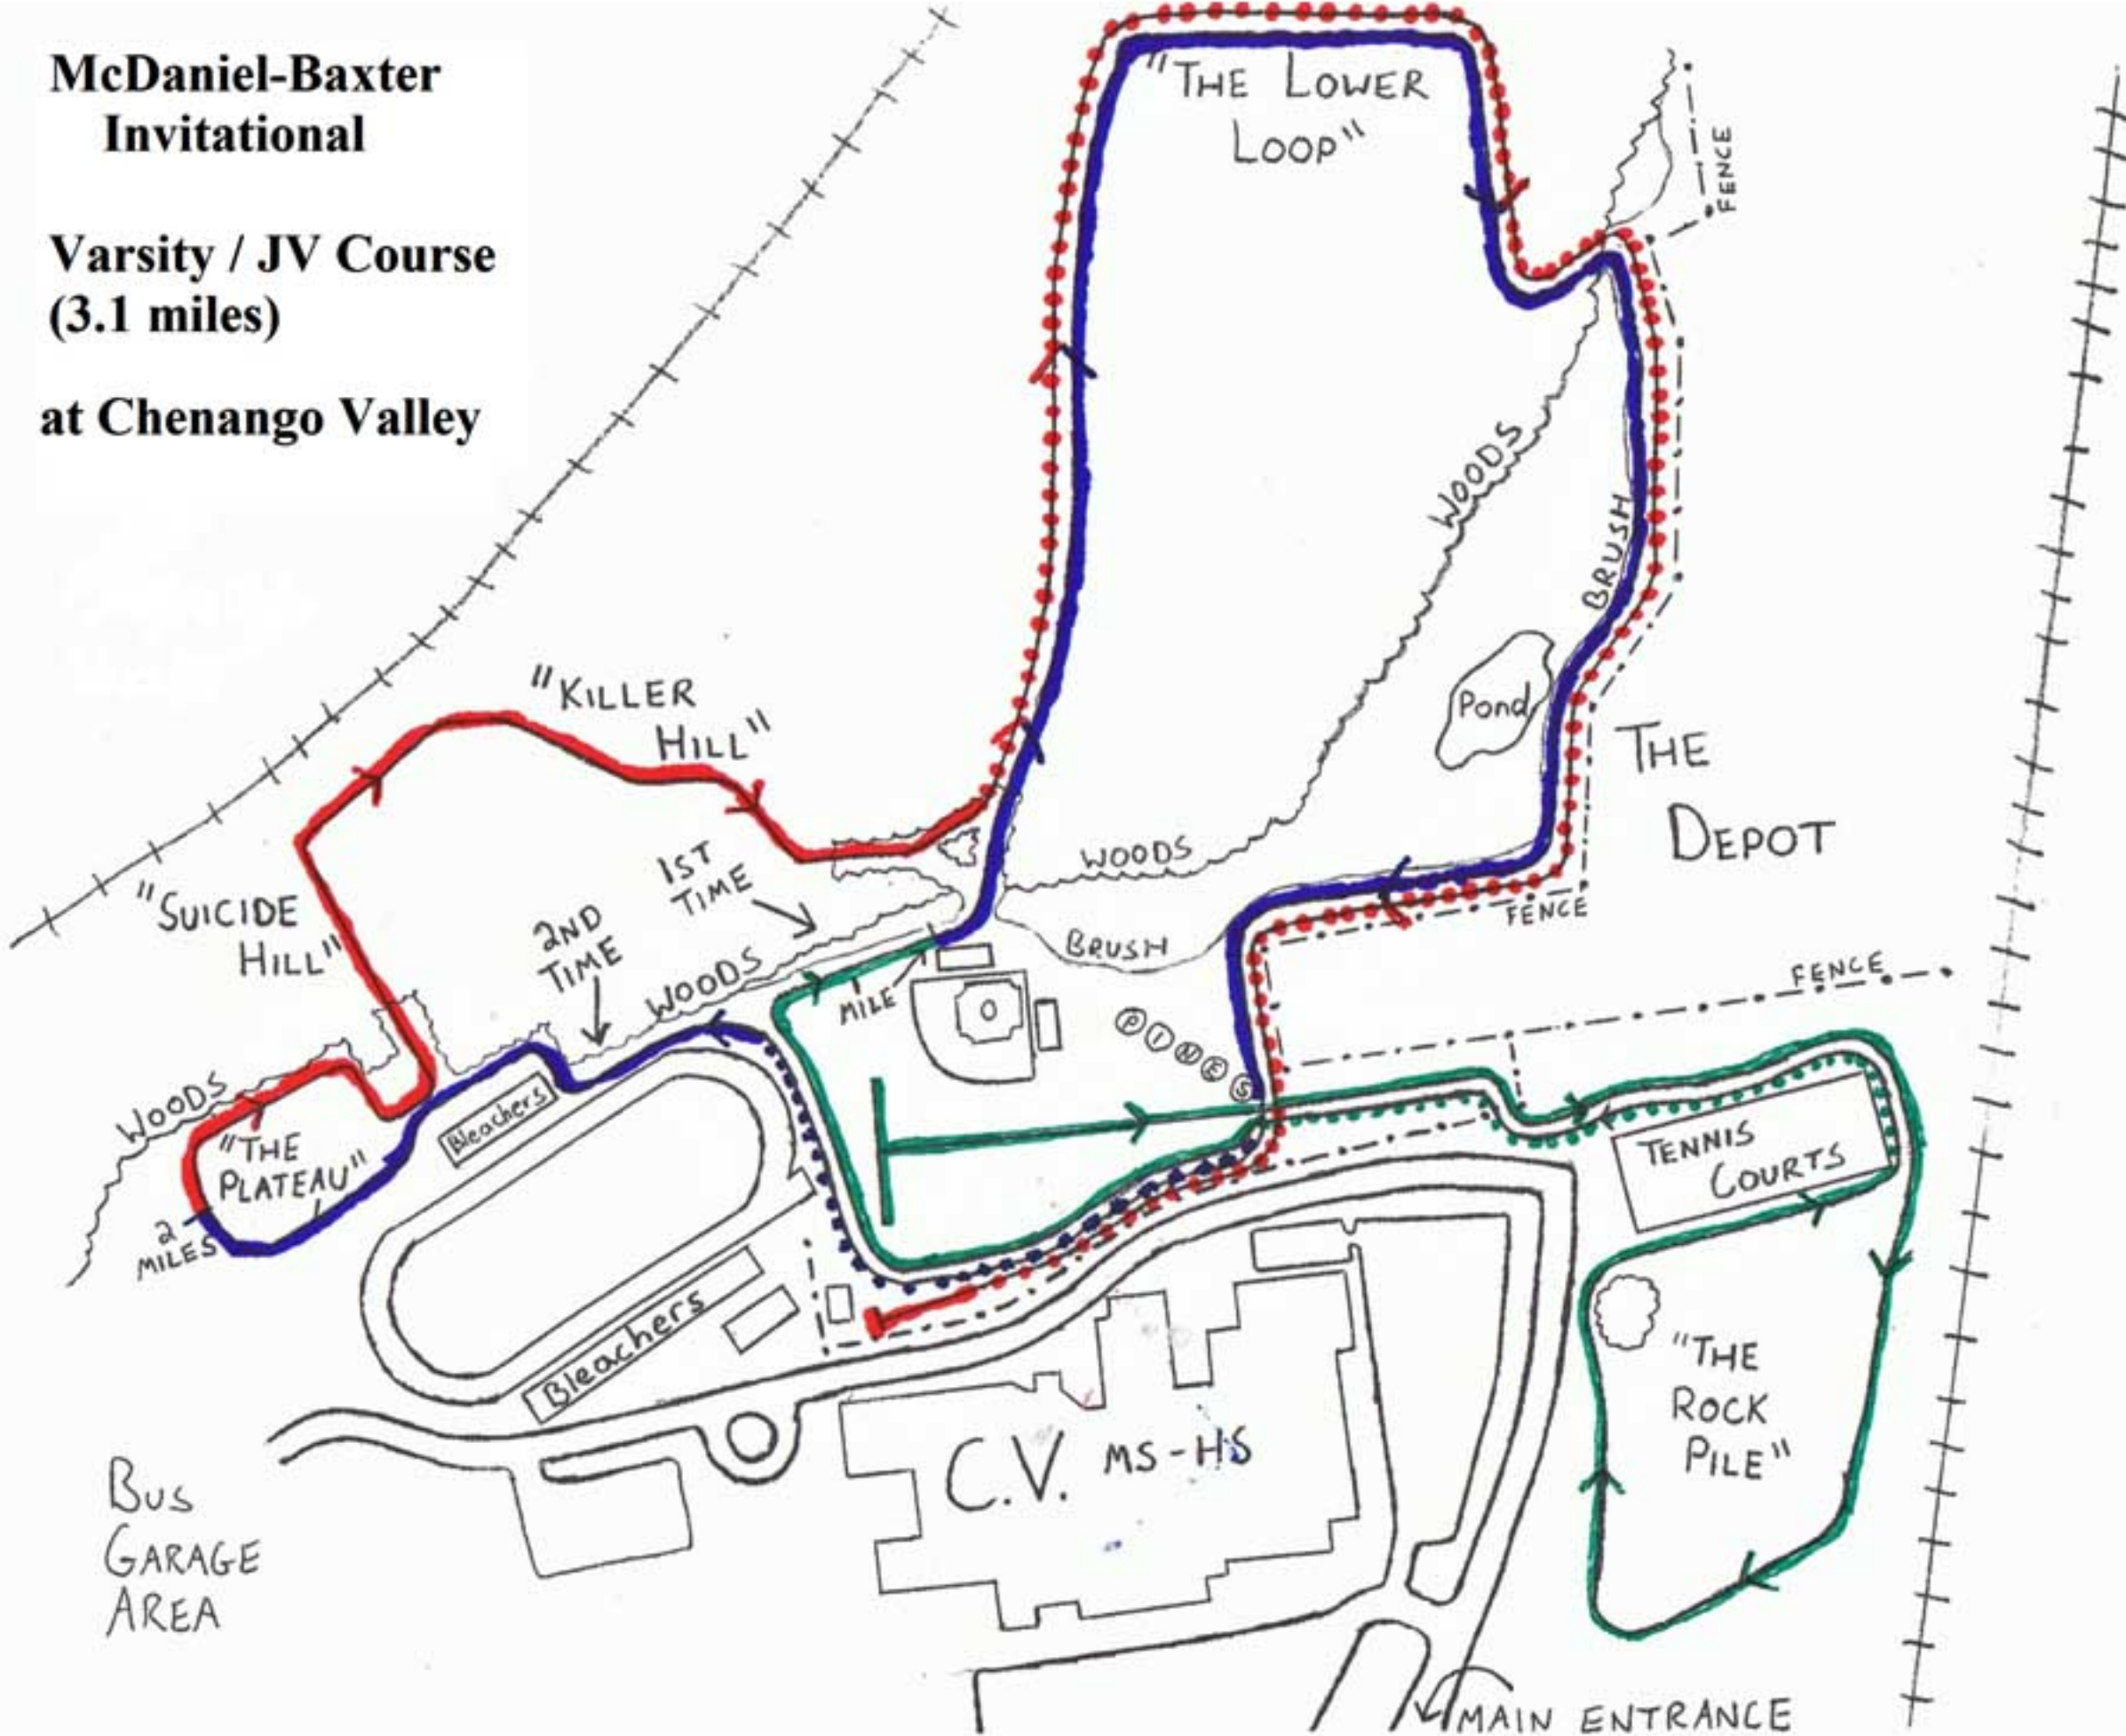 McDaniel-Baxter
Invitational
Varsity / JV Course
(3.1 miles)
at Chenango Valley
"THE LOWER
LOOP"
FENCE
WOODS
BRUSH
"KILLER
HILL"
Pond
THE
DEPOT
"SUICIDE
HILL"
1ST
TIME
2ND
TIME
WOODS
WOODS
BRUSH
FENCE
FENCE
MILE
PINES
WOODS
"THE
PLATEAU"
2
MILES
Bleachers
Bleachers
TENNIS
COURTS
"THE
ROCK
PILE"
C.V. MS-HS
BUS
GARAGE
AREA
MAIN ENTRANCE